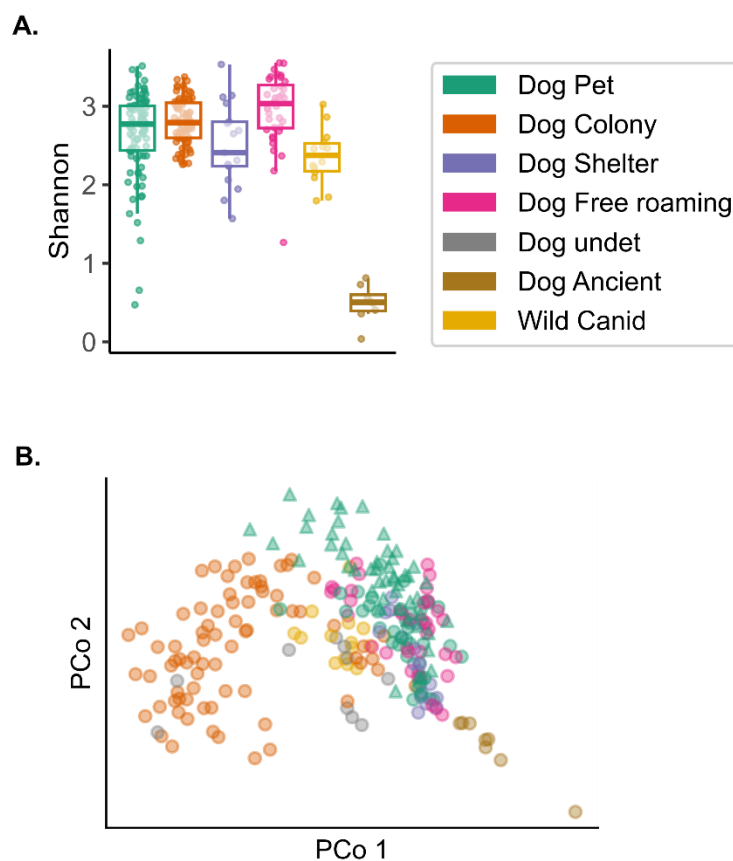 A.
Shannon
3
2
1
0
Dog Pet
Dog Colony
Dog Shelter
Dog Free roaming
Dog undet
Dog Ancient
Wild Canid
B.
PCo 2
PCo 1